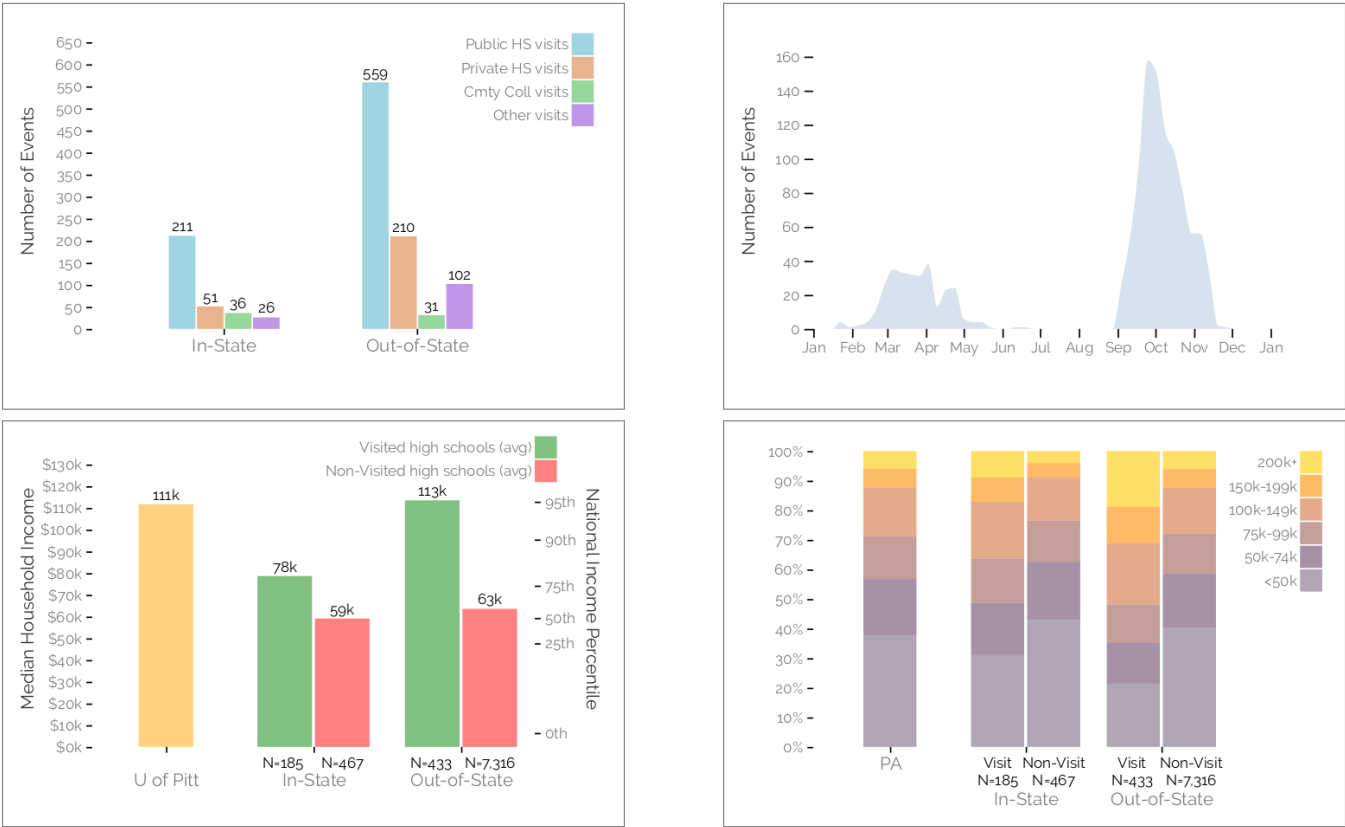 650
600
550
500
450
400
350
300
250
200
150
100
50
0
Number of Events
Public HS visits
Private HS visits
Cmty Coll visits
Other visits
211
51
36
26
559
210
31
102
In-State
Out-of-State
160
140
120
100
80
60
40
20
0
Number of Events
Jan Feb Mar Apr May Jun Jul Aug Sep Oct Nov Dec Jan
Visited high schools (avg)
Non-Visited high schools (avg)
$130k
$120k
$110k
$100k
$90k
$80k
$70k
$60k
$50k
$40k
$30k
$20k
$10k
$0k
Median Household Income
111k
78k
59k
113k
63k
95th
90th
75th
50th
25th
0th
National Income Percentile
N=185 N=467 N=433 N=7,316
U of Pitt In-State Out-of-State
100%
90%
80%
70%
60%
50%
40%
30%
20%
10%
0%
200k+
150k-199k
100k-149k
75k-99k
50k-74k
<50k
PA
Visit Non-Visit Visit Non-Visit
N=185 N=467 N=433 N=7,316
In-State Out-of-State